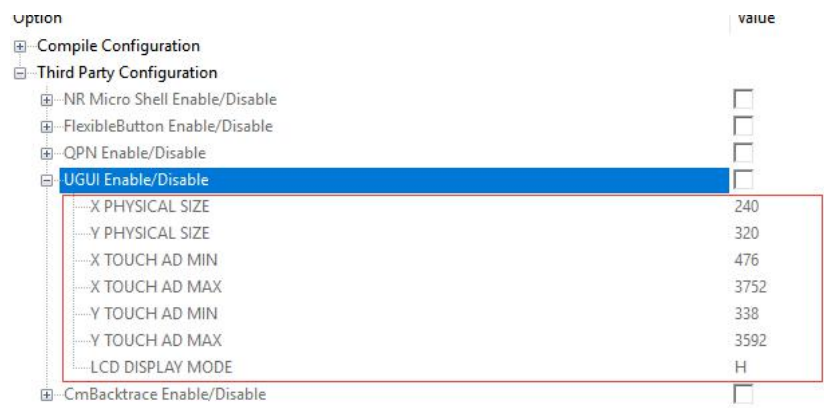 Option Value
Compile Configuration
Third Party Configuration
NR Micro Shell Enable/Disable
FlexibleButton Enable/Disable
QPN Enable/Disable
UGUI Enable/Disable
X PHYSICAL SIZE 240
Y PHYSICAL SIZE 320
X TOUCH AD MIN 476
X TOUCH AD MAX 3752
Y TOUCH AD MIN 338
Y TOUCH AD MAX 3592
LCD DISPLAY MODE H
CmBacktrace Enable/Disable